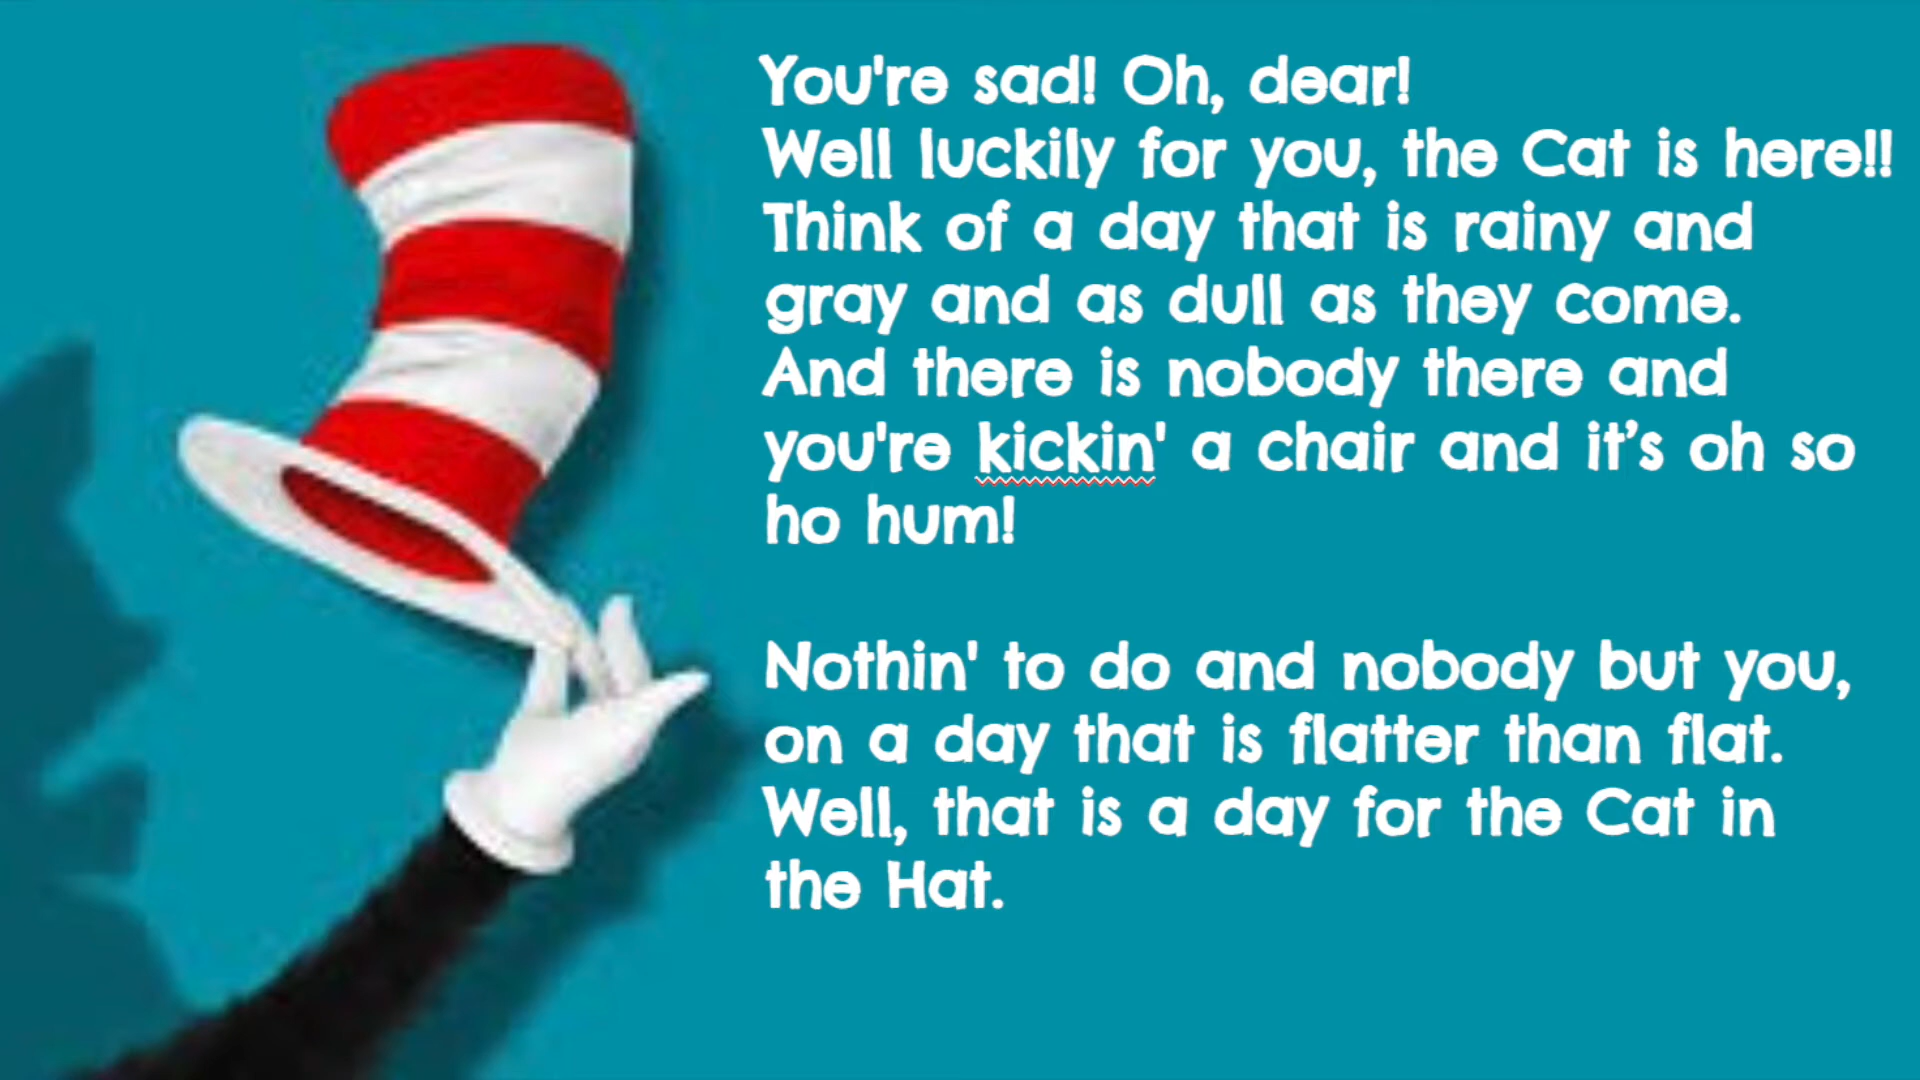 You're sad! Oh, dear!
Well luckily for you, the Cat is here!!
Think of a day that is rainy and
gray and as dull as they come.
And there is nobody there and
you're kickin' a chair and it’s oh so
ho hum!
Nothin' to do and nobody but you,
on a day that is flatter than flat.
Well, that is a day for the Cat in
the Hat.